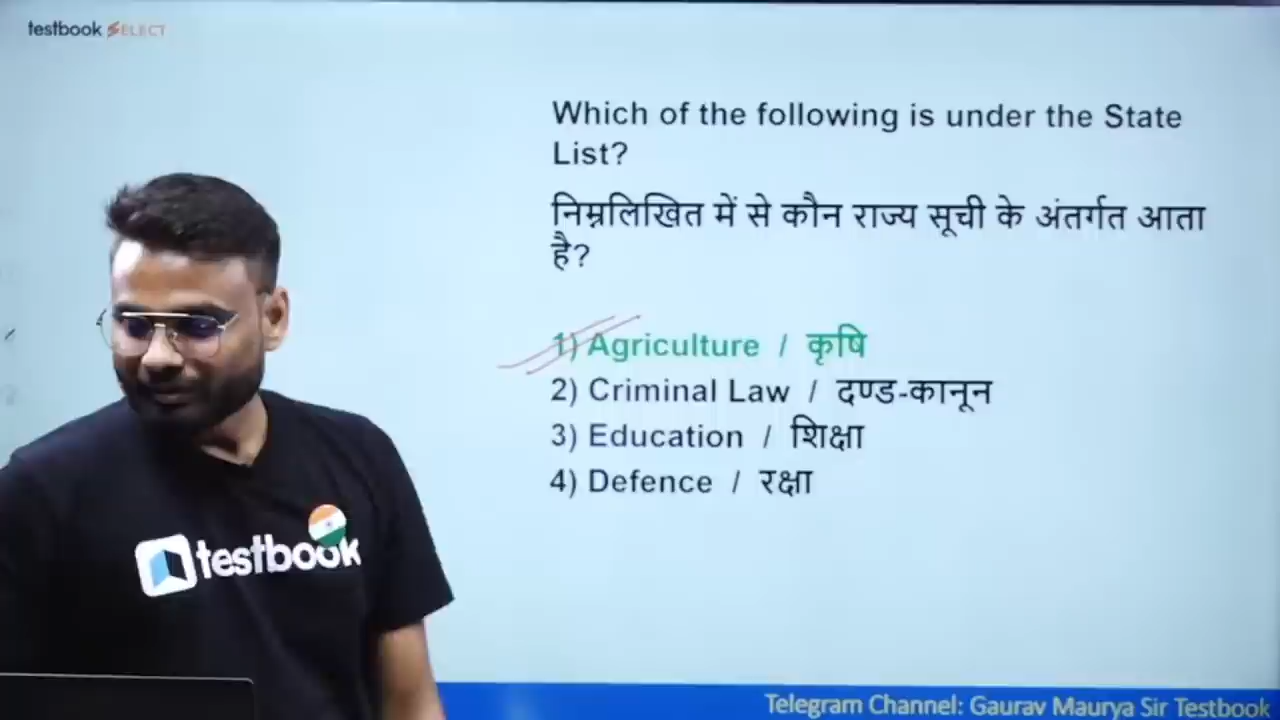 testbook SELECT
Which of the following is under the State
List?
निम्नलिखित में से कौन राज्य सूची के अंतर्गत आता
है?
1) Agriculture / कृषि
2) Criminal Law / दण्ड-कानून
3) Education / शिक्षा
4) Defence / रक्षा
testbook
Telegram Channel: Gaurav Maurya Sir Testbook